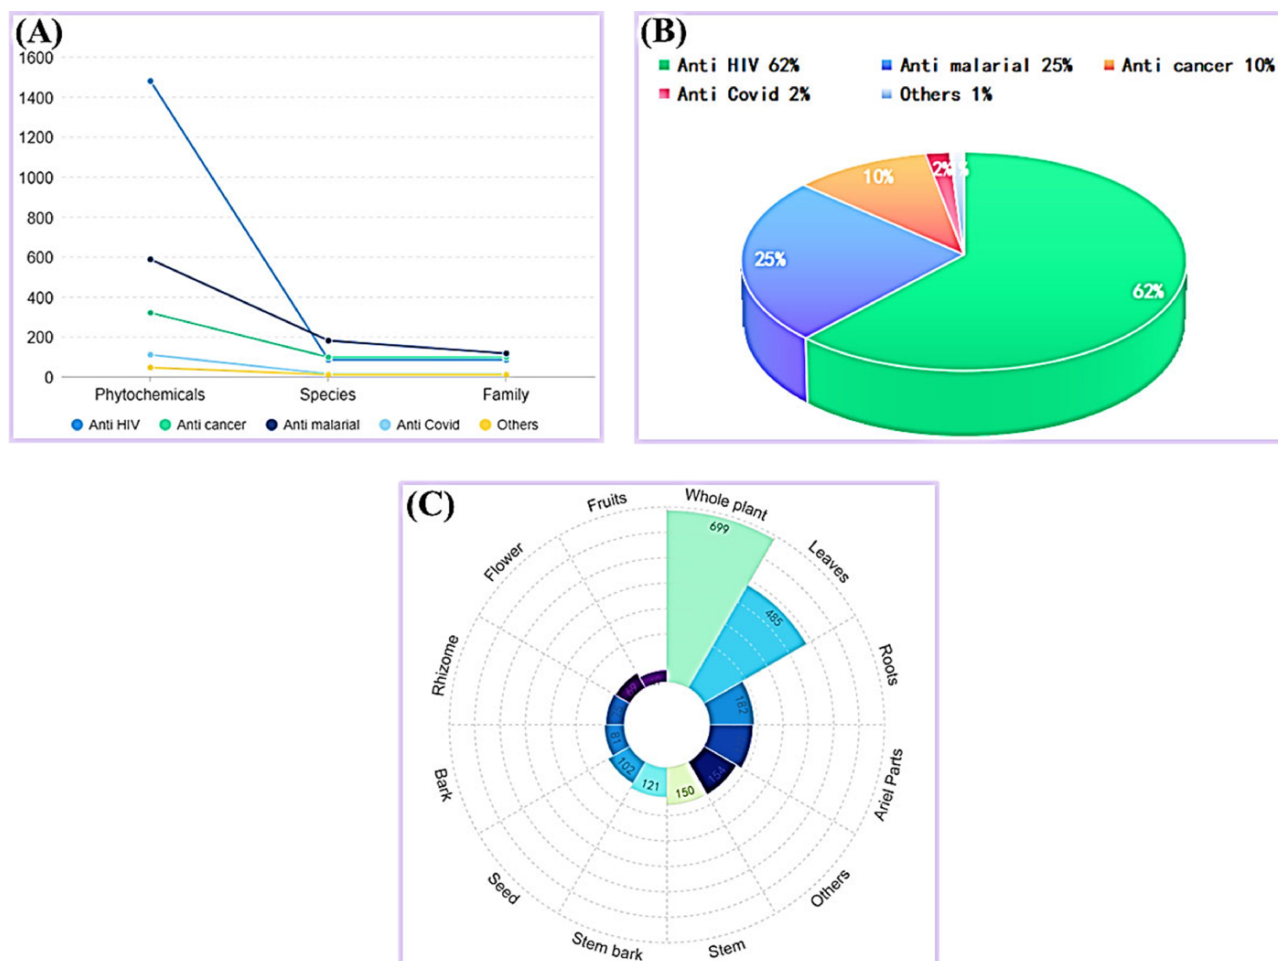 (A)
1600
1400
1200
1000
800
600
400
200
0
Phytochemicals Species Family
Anti HIV Anti cancer Anti malarial Anti Covid Others
(B)
Anti HIV 62% Anti malarial 25% Anti cancer 10%
Anti Covid 2% Others 1%
10% 2%
25%
62%
(C)
Fruits Whole plant
699
Flower Leaves
485
Rhizome Roots
182
81
Bark Ariel Parts
102 154
121 150
Seed Others
Stem bark Stem